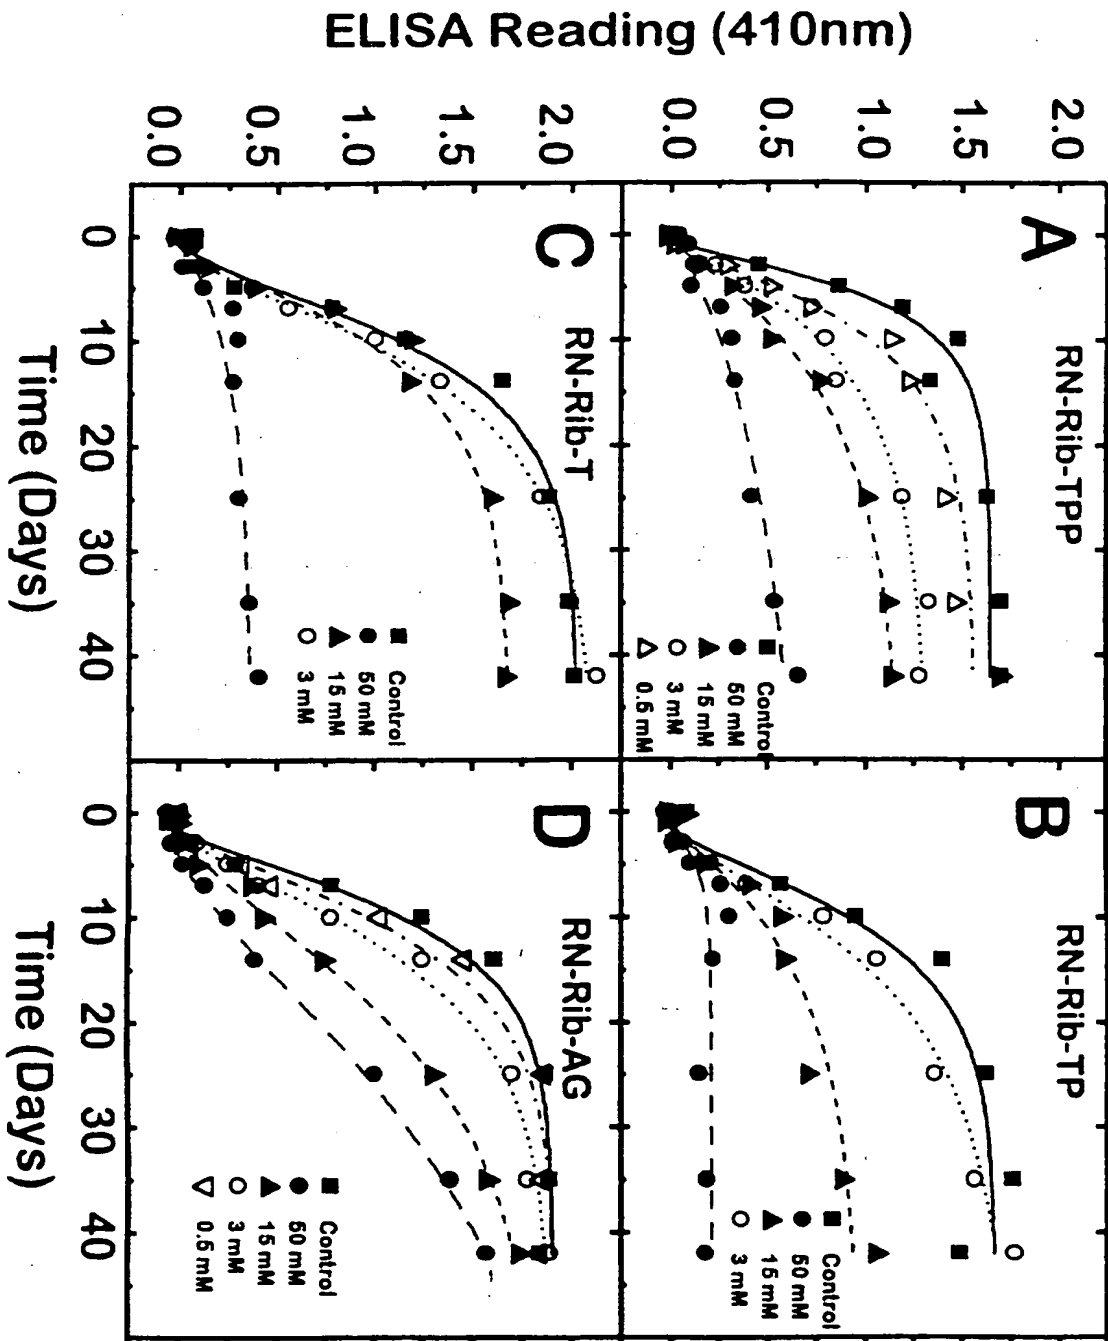 ELISA Reading (410nm)
2.0
1.5
1.0
0.5
0.0
A
RN-Rib-TPP
Control
50 mM
15 mM
3 mM
0.5 mM
B
RN-Rib-TP
Control
50 mM
15 mM
3 mM
2.0
1.5
1.0
0.5
0.0
C
RN-Rib-T
Control
50 mM
15 mM
3 mM
0 10 20 30 40
Time (Days)
D
RN-Rib-AG
Control
50 mM
15 mM
3 mM
0.5 mM
0 10 20 30 40
Time (Days)